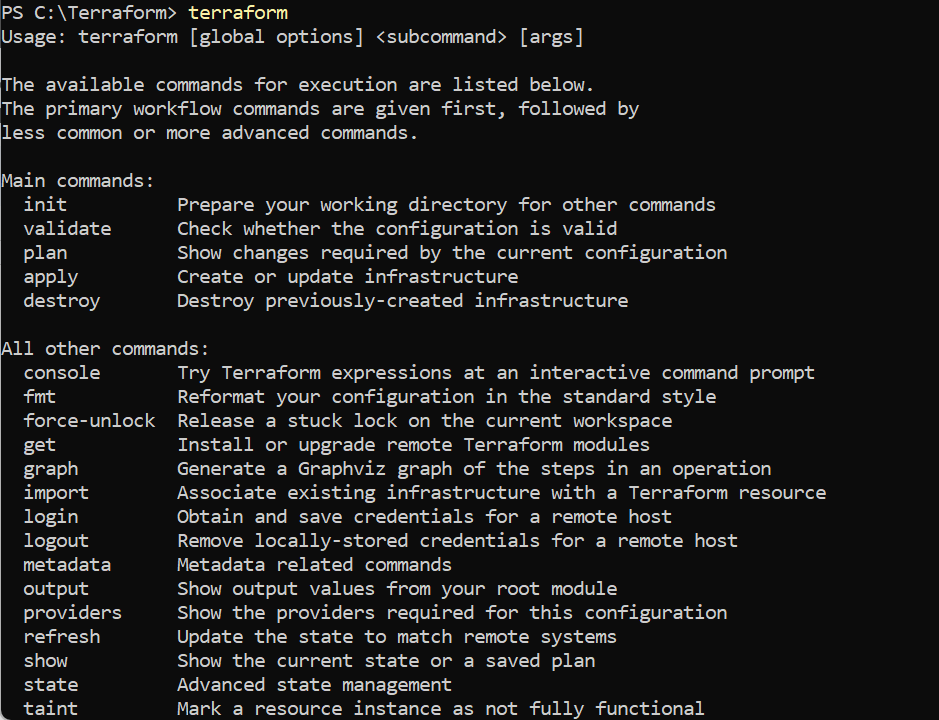 PS C:\Terraform> terraform
Usage: terraform [global options] <subcommand> [args]

The available commands for execution are listed below.
The primary workflow commands are given first, followed by
less common or more advanced commands.

Main commands:
  init          Prepare your working directory for other commands
  validate      Check whether the configuration is valid
  plan          Show changes required by the current configuration
  apply         Create or update infrastructure
  destroy       Destroy previously-created infrastructure

All other commands:
  console       Try Terraform expressions at an interactive command prompt
  fmt           Reformat your configuration in the standard style
  force-unlock  Release a stuck lock on the current workspace
  get           Install or upgrade remote Terraform modules
  graph         Generate a Graphviz graph of the steps in an operation
  import        Associate existing infrastructure with a Terraform resource
  login         Obtain and save credentials for a remote host
  logout        Remove locally-stored credentials for a remote host
  metadata      Metadata related commands
  output        Show output values from your root module
  providers     Show the providers required for this configuration
  refresh       Update the state to match remote systems
  show          Show the current state or a saved plan
  state         Advanced state management
  taint         Mark a resource instance as not fully functional